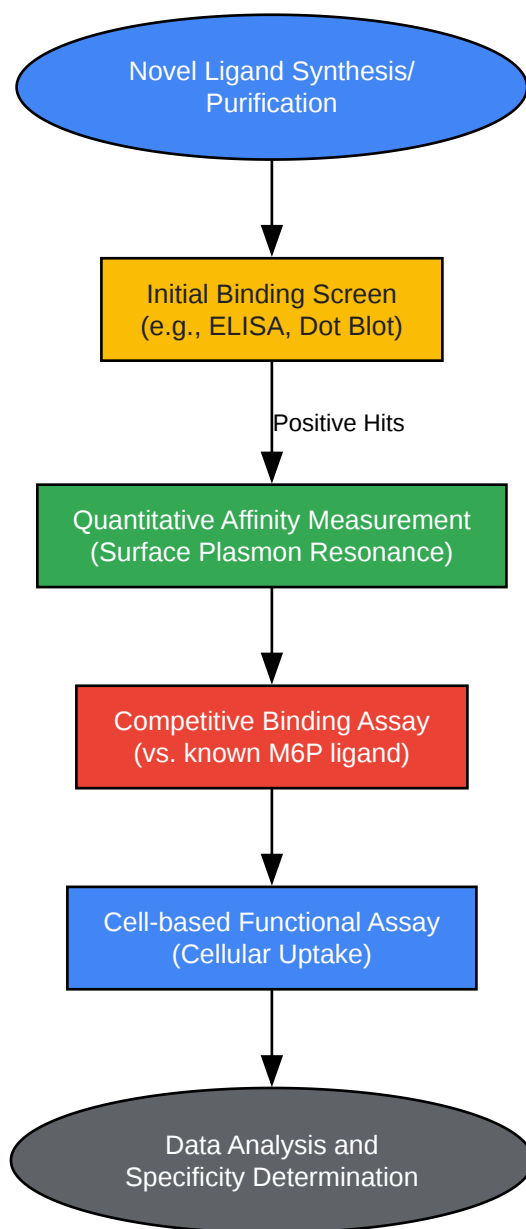 Novel Ligand Synthesis/
Purification
Initial Binding Screen
(e.g., ELISA, Dot Blot)
Positive Hits
Quantitative Affinity Measurement
(Surface Plasmon Resonance)
Competitive Binding Assay
(vs. known M6P ligand)
Cell-based Functional Assay
(Cellular Uptake)
Data Analysis and
Specificity Determination